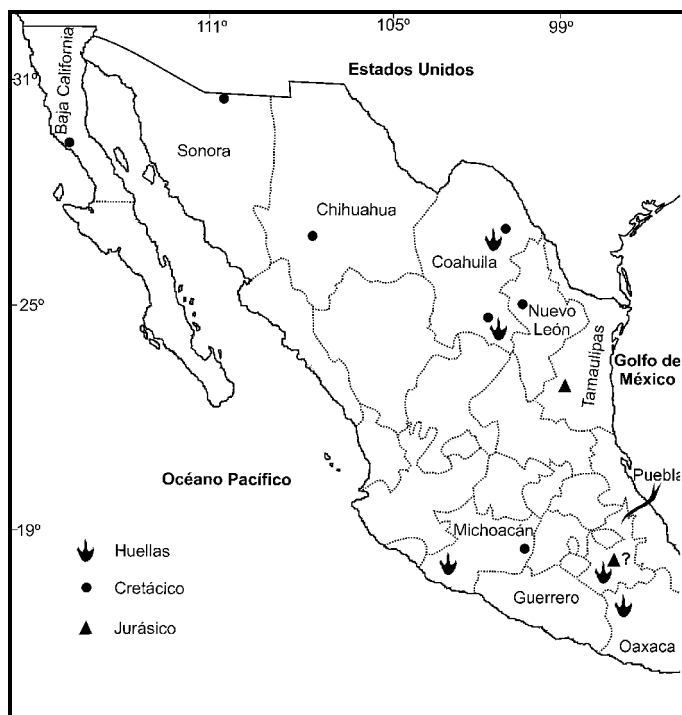 111º
105º
99º
31º
Estados Unidos
Baja California
Sonora
Chihuahua
Coahuila
25º
Nuevo
León
Tamaulipas
Golfo de
México
Océano Pacífico
Puebla
19º
Michoacán
Huellas
?
Cretácico
Guerrero
Jurásico
Oaxaca